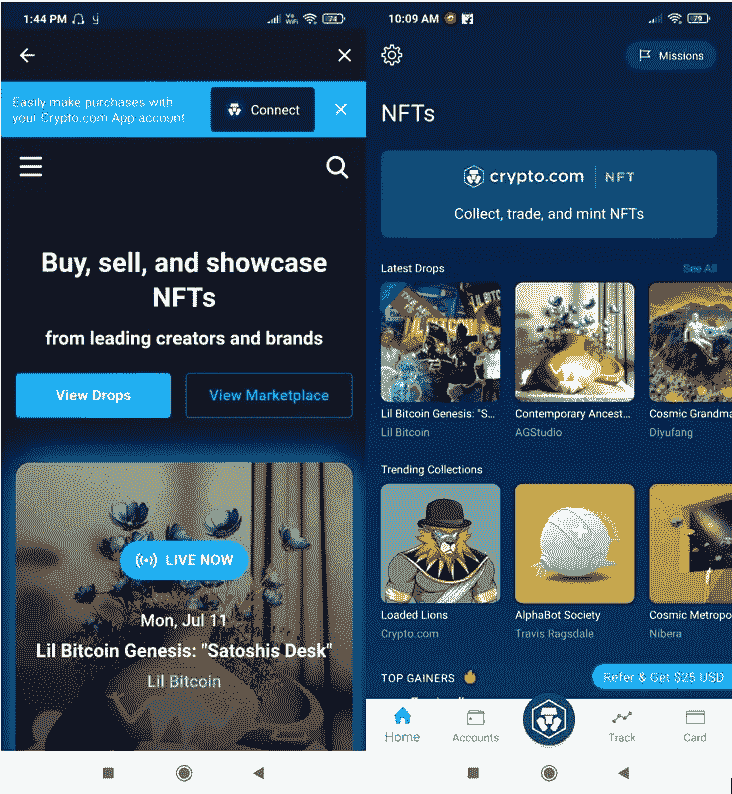 1:44 PM
Vo
WiFi
74
Easily make purchases with
your Crypto.com App account
Connect
Buy, sell, and showcase
NFTs
from leading creators and brands
View Drops
View Marketplace
LIVE NOW
Mon, Jul 11
Lil Bitcoin Genesis: "Satoshis Desk"
Lil Bitcoin
10:09 AM
79
Missions
NFTs
crypto.com | NFT
Collect, trade, and mint NFTs
Latest Drops
See All
Lil Bitcoin Genesis: "S...
Contemporary Ancest...
Cosmic Grandma
Lil Bitcoin
AGStudio
Diyufang
Trending Collections
Loaded Lions
AlphaBot Society
Cosmic Metropo
Crypto.com
Travis Ragsdale
Nibera
TOP GAINERS
Refer & Get $25 USD
Home
Accounts
Track
Card